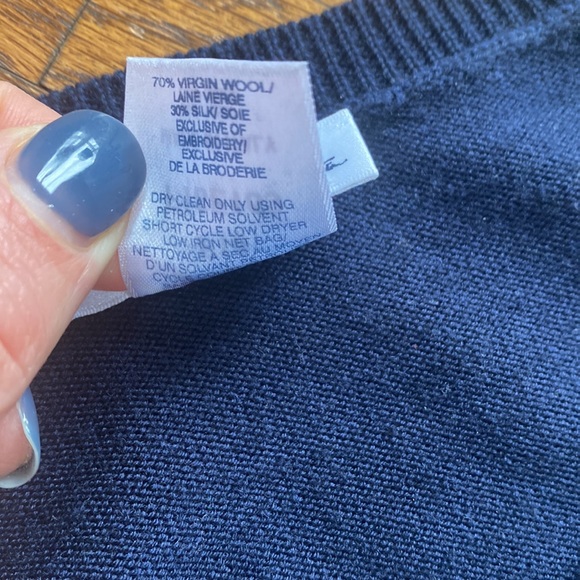 70% VIRGIN WOOL/
LAINE VIERGE
30% SILK/ SOIE
EXCLUSIVE OF
EMBROIDERY/
EXCLUSIVE
DE LA BRODERIE
DRY CLEAN ONLY USING
PETROLEUM SOLVENT
SHORT CYCLE LOW DRYER
LOW IRON NET BAG/
NETTOYAGE A SEC AU MOYEN
D'UN SOLVANT
CYCLE